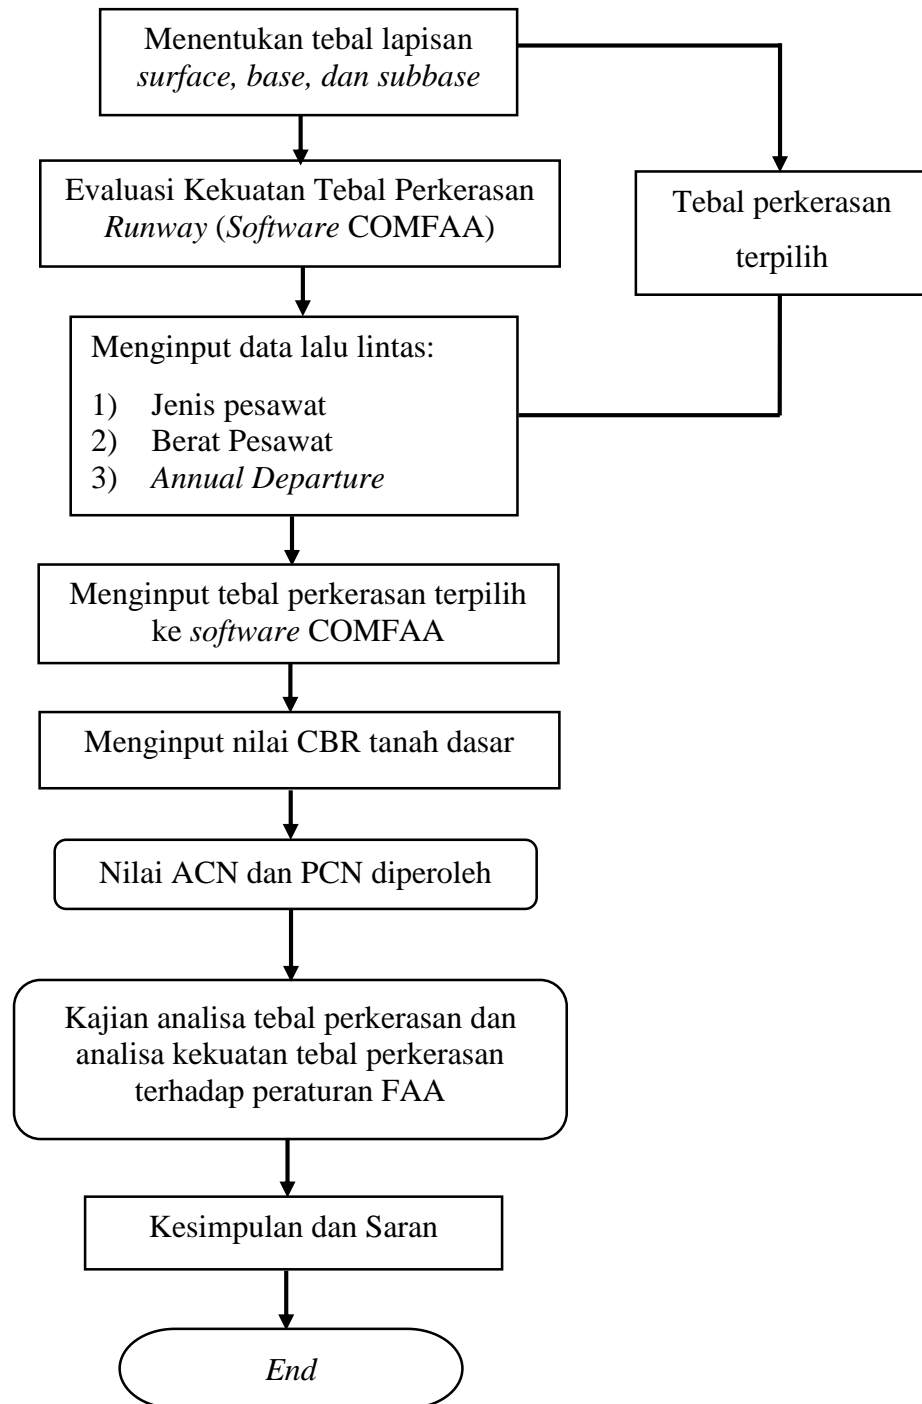 Menentukan tebal lapisan
surface, base, dan subbase
Evaluasi Kekuatan Tebal Perkerasan
Runway (Software COMFAA)
Tebal perkerasan
terpilih
Menginput data lalu lintas:
1) Jenis pesawat
2) Berat Pesawat
3) Annual Departure
Menginput tebal perkerasan terpilih
ke software COMFAA
Menginput nilai CBR tanah dasar
Nilai ACN dan PCN diperoleh
Kajian analisa tebal perkerasan dan
analisa kekuatan tebal perkerasan
terhadap peraturan FAA
Kesimpulan dan Saran
End